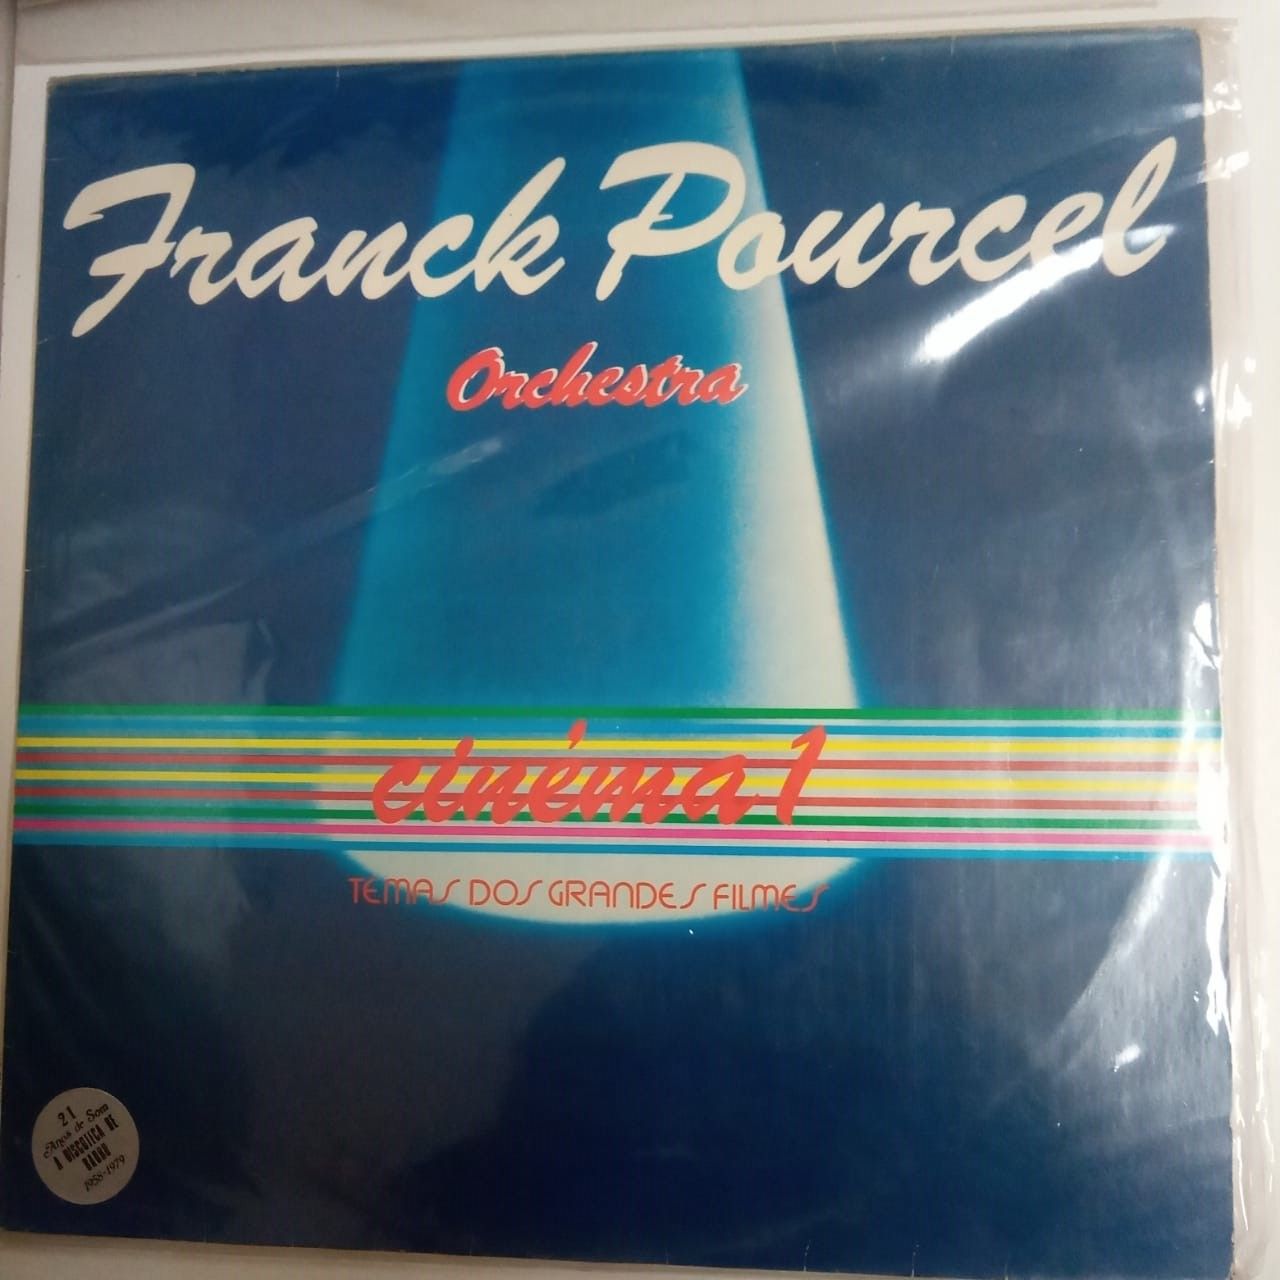 Franck Pourcel
Orchestra
cinéma 1
TEMAS DOS GRANDES FILMES
21
Anos de Som
A DISCOTECA DE
1958-1979